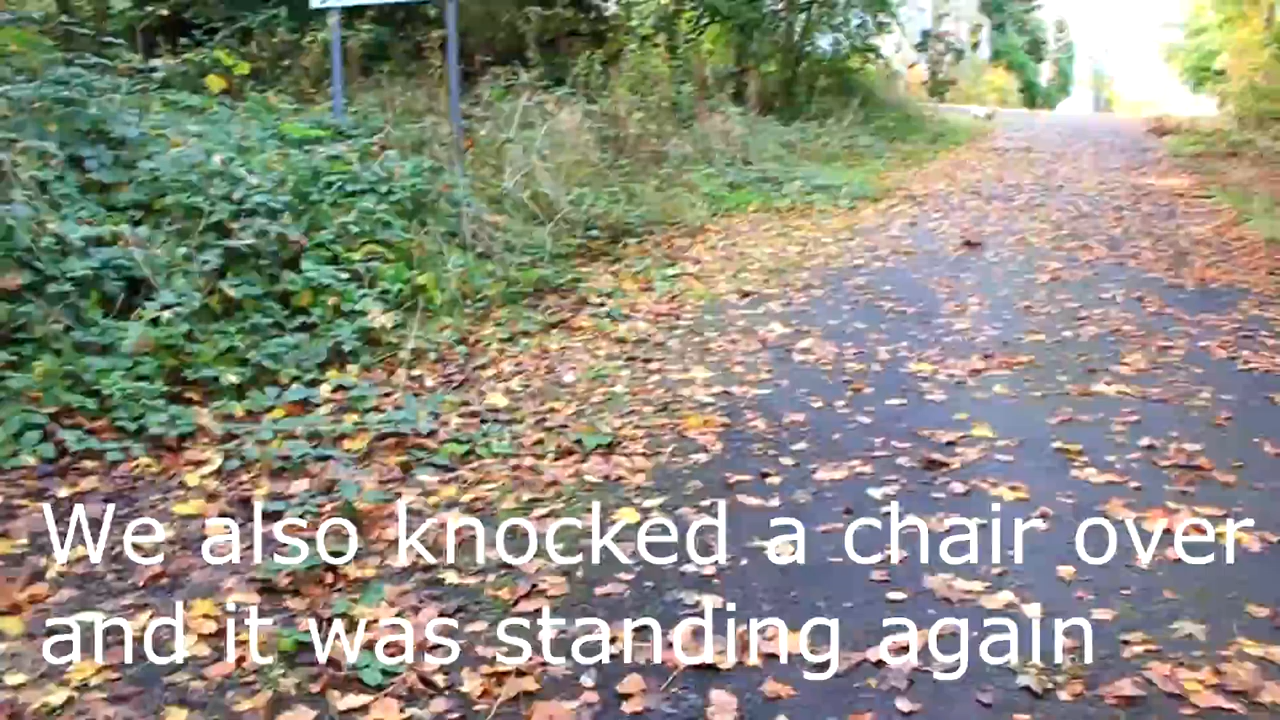 We also knocked a chair over
and it was standing again